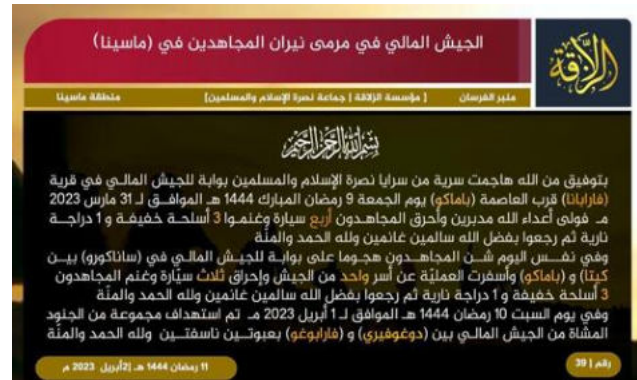 الجيش المالي في مرمى نيران المجاهدين في (ماسينا)
الزلاقة
منبر الفرسان
[ مؤسسة الزلاقة | جماعة نصرة الإسلام والمسلمين]
منطقة ماسينا
بسم الله الرحمن الرحيم
بتوفيق من الله هاجمت سرية من سرايا نصرة الإسلام والمسلمين بوابة للجيش المالي في قرية
(فارابانا) قرب العاصمة (باماكو) يوم الجمعة 9 رمضان المبارك 1444 هـ الموافق لـ 31 مارس 2023
مـ فولى أعداء الله مدبرين وأحرق المجاهدون أربع سيارة وغنموا 3 أسلحة خفيفة و 1 دراجة
نارية ثم رجعوا بفضل الله سالمين غانمين ولله الحمد والمنّة
وفي نفس اليوم شن المجاهدون هجوما على بوابة للجيش المالي في (ساناكورو) بين
(كيتا) و (باماكو) وأسفرت العمليّة عن أسر واحد من الجيش وإحراق ثلاث سيّارة وغنم المجاهدون
3 أسلحة خفيفة و 1 دراجة نارية ثم رجعوا بفضل الله سالمين غانمين ولله الحمد والمنّة
وفي يوم السبت 10 رمضان 1444 هـ الموافق لـ 1 أبريل 2023 مـ تم استهداف مجموعة من الجنود
المشاة من الجيش المالي بين (دوغوفيري) و (فارابوغو) بعبوتين ناسفتين ولله الحمد والمنّة
رقم | 39
11 رمضان 1444 هـ |2أبريل 2023 م